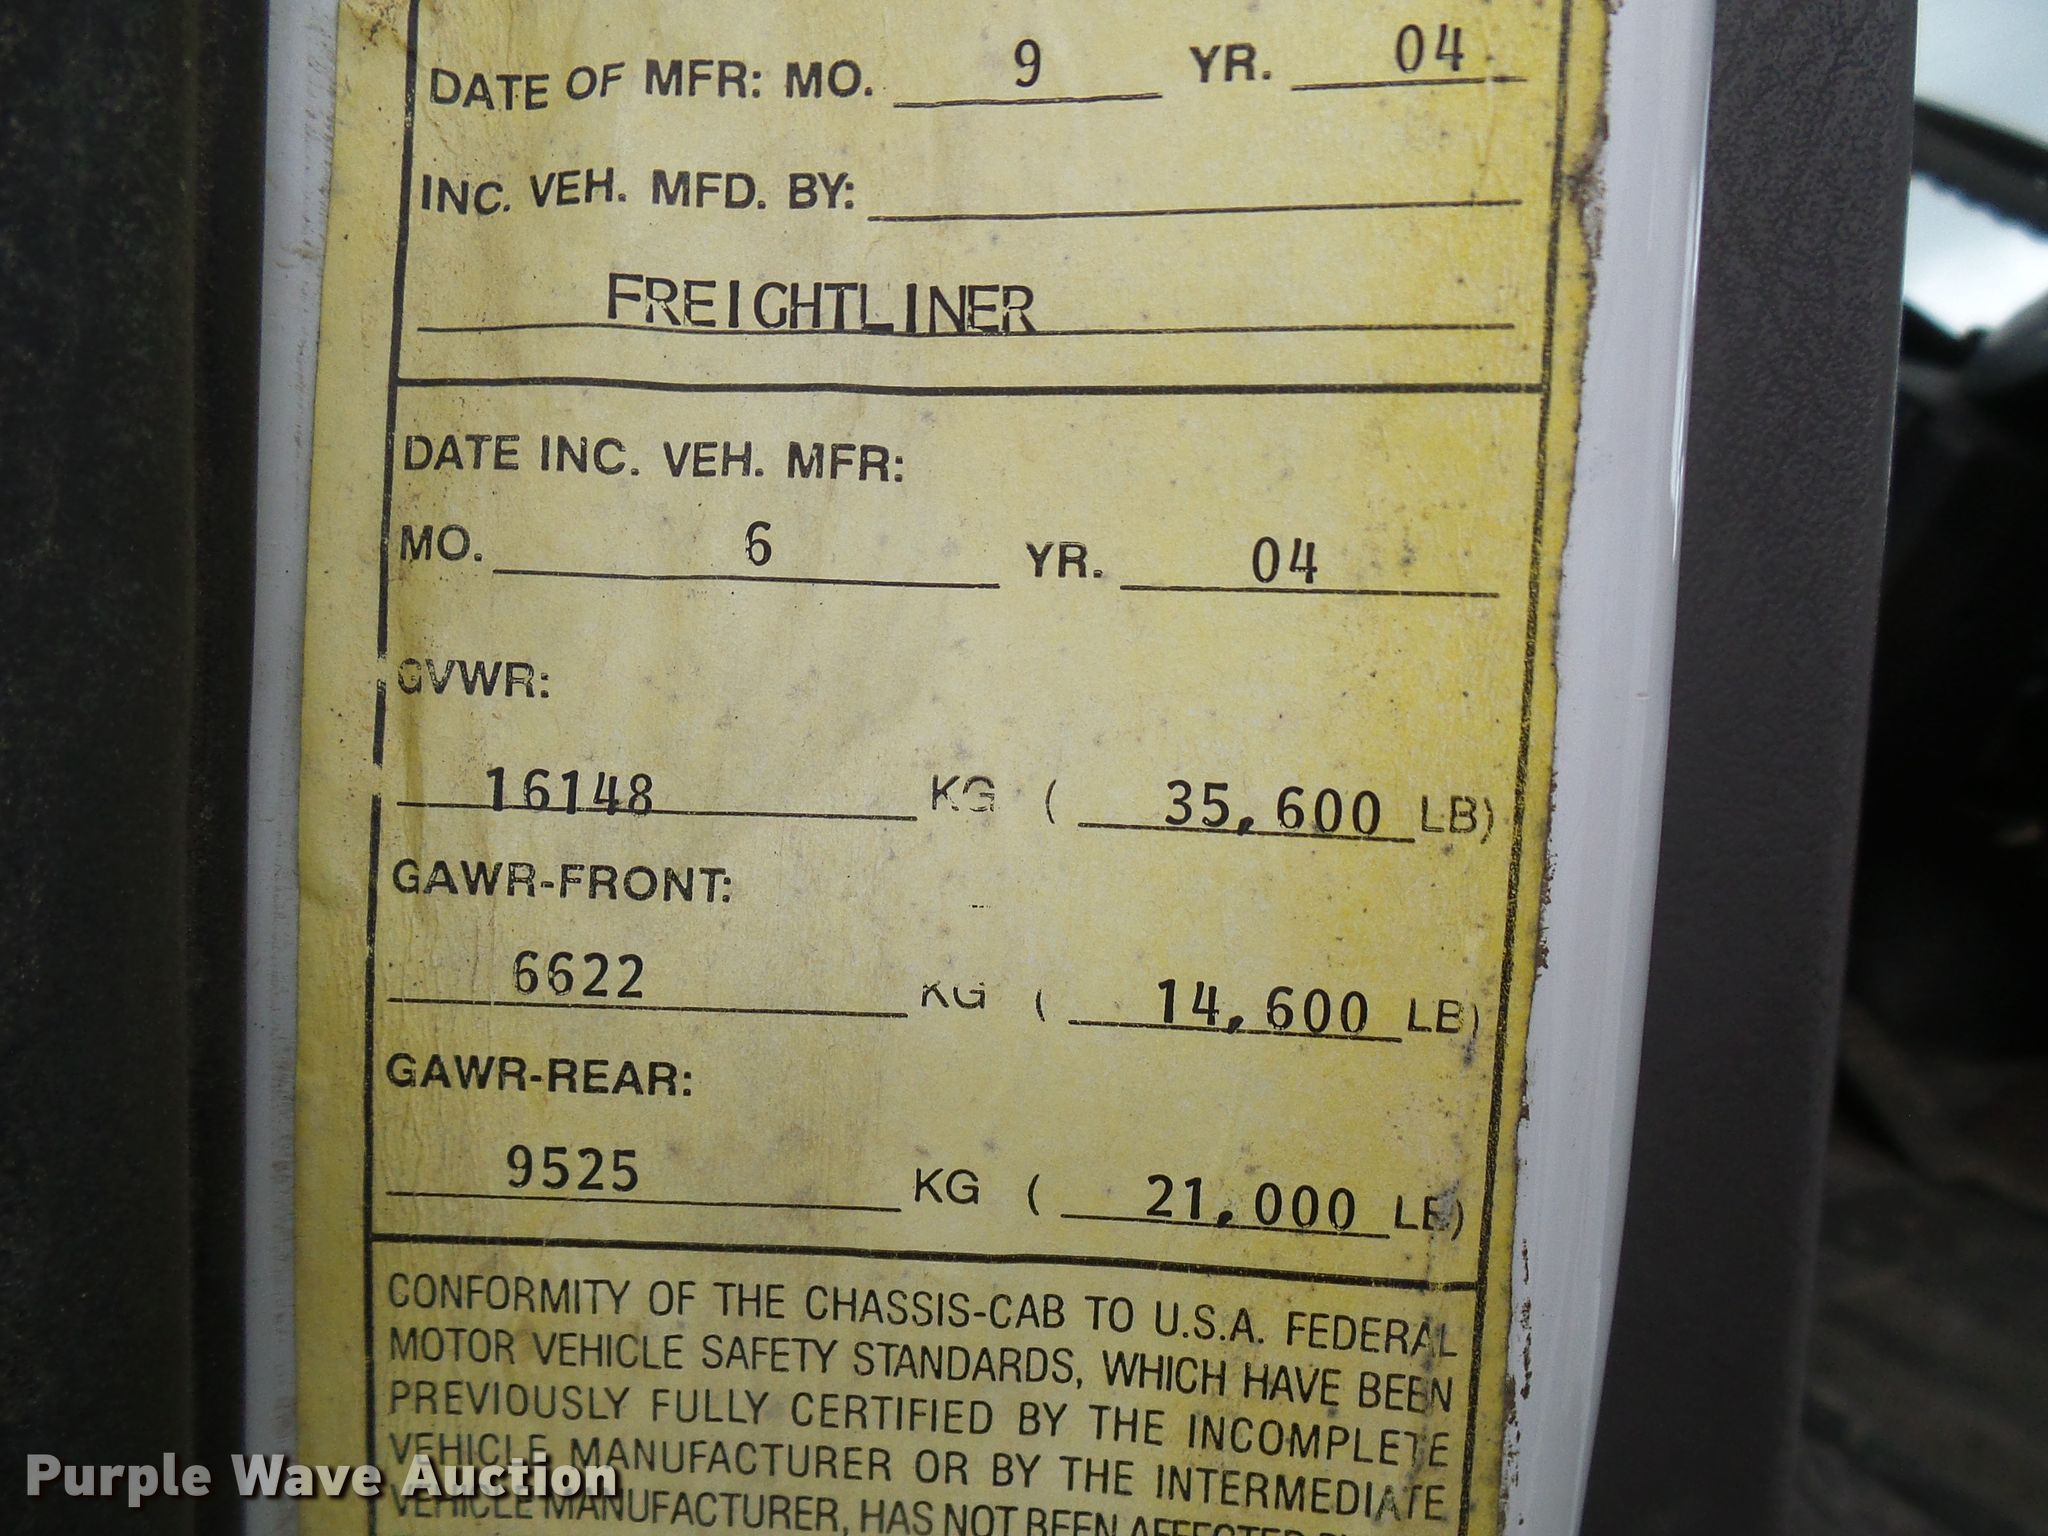 DATE OF MFR: MO. 9 YR. 04
INC. VEH. MFD. BY:
FREIGHTLINER
DATE INC. VEH. MFR:
MO. 6 YR. 04
GVWR:
16148 KG ( 35,600 LB)
GAWR-FRONT:
6622 KG ( 14,600 LB)
GAWR-REAR:
9525 KG ( 21,000 LB)
CONFORMITY OF THE CHASSIS-CAB TO U.S.A. FEDERAL
MOTOR VEHICLE SAFETY STANDARDS, WHICH HAVE BEEN
PREVIOUSLY FULLY CERTIFIED BY THE INCOMPLETE
VEHICLE MANUFACTURER OR BY THE INTERMEDIATE
VEHICLE MANUFACTURER, HAS NOT BEEN AFFECTED
Purple Wave Auction